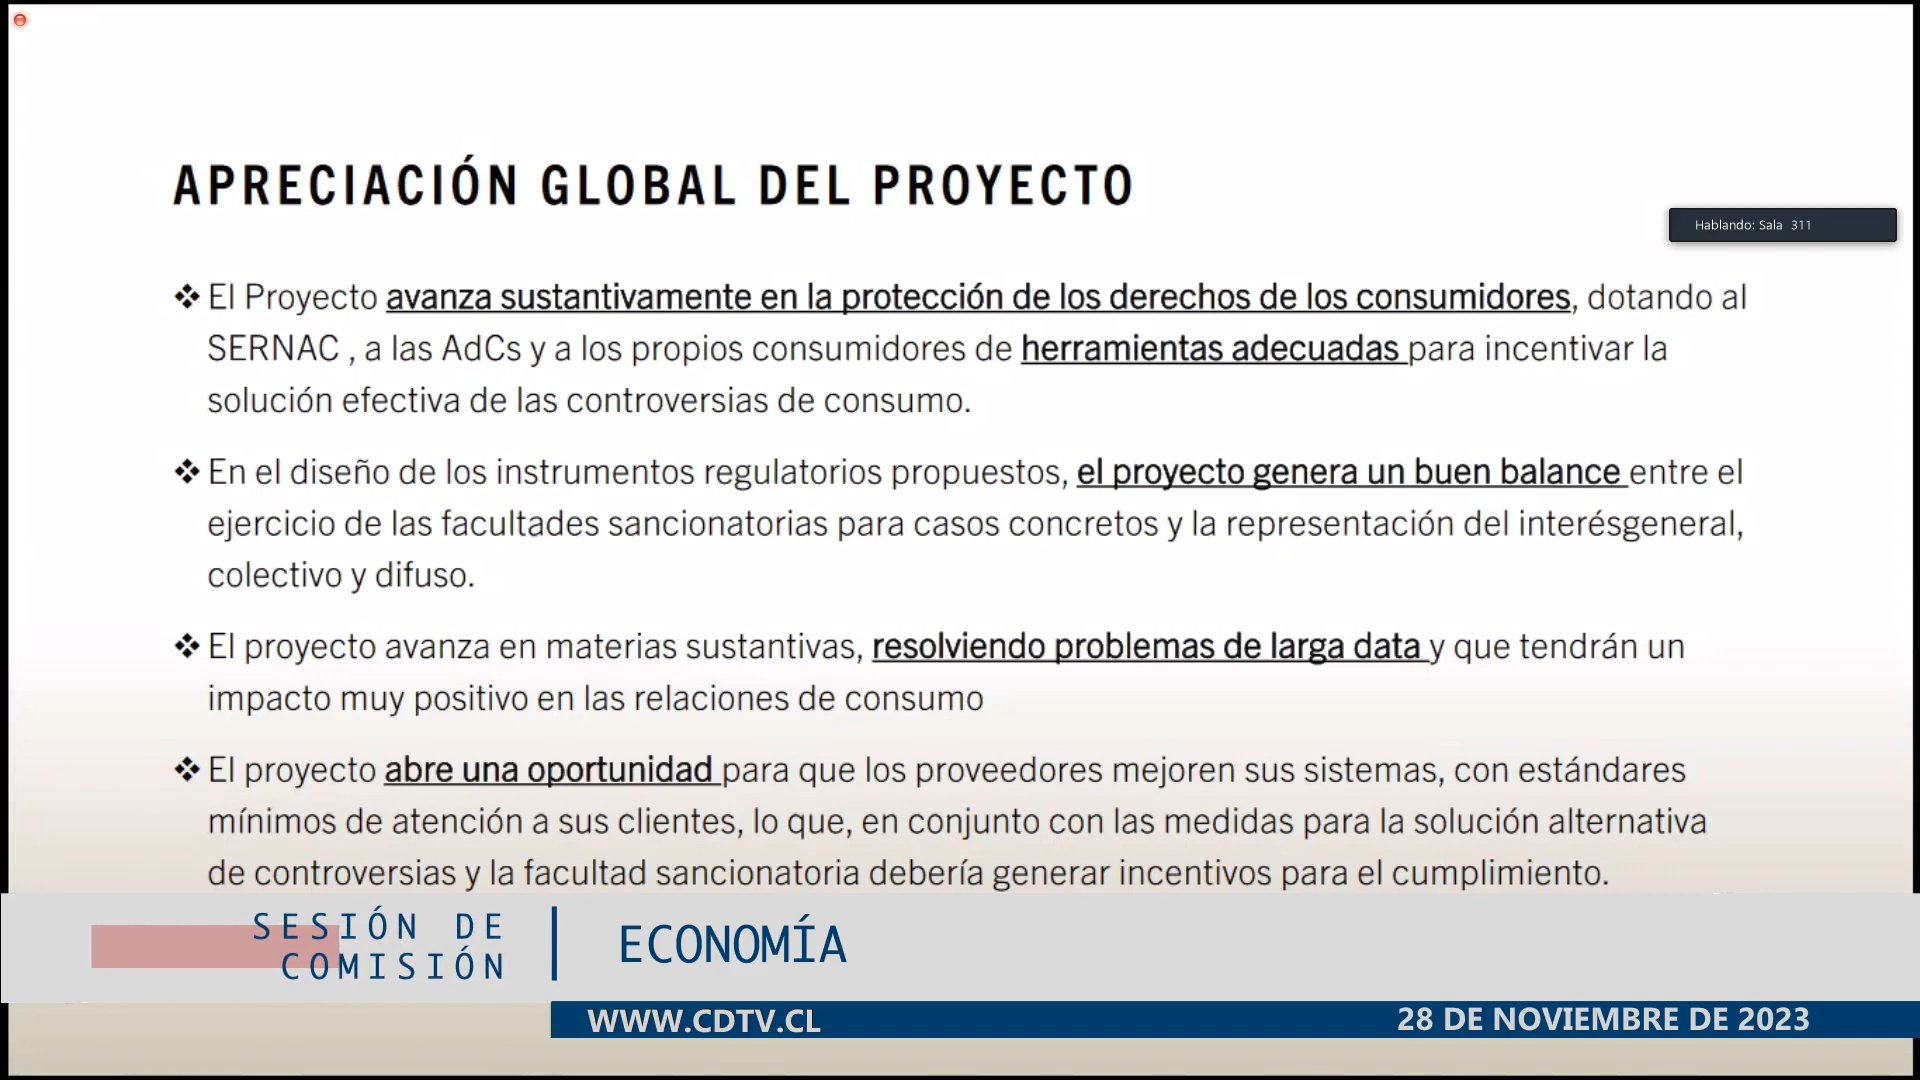 APRECIACIÓN GLOBAL DEL PROYECTO
Hablando: Sala 311
❖ El Proyecto avanza sustantivamente en la protección de los derechos de los consumidores, dotando al
SERNAC , a las AdCs y a los propios consumidores de herramientas adecuadas para incentivar la
solución efectiva de las controversias de consumo.
❖ En el diseño de los instrumentos regulatorios propuestos, el proyecto genera un buen balance entre el
ejercicio de las facultades sancionatorias para casos concretos y la representación del interésgeneral,
colectivo y difuso.
❖ El proyecto avanza en materias sustantivas, resolviendo problemas de larga data y que tendrán un
impacto muy positivo en las relaciones de consumo
❖ El proyecto abre una oportunidad para que los proveedores mejoren sus sistemas, con estándares
mínimos de atención a sus clientes, lo que, en conjunto con las medidas para la solución alternativa
de controversias y la facultad sancionatoria debería generar incentivos para el cumplimiento.
SESIÓN DE
COMISIÓN
ECONOMÍA
WWW.CDTV.CL
28 DE NOVIEMBRE DE 2023